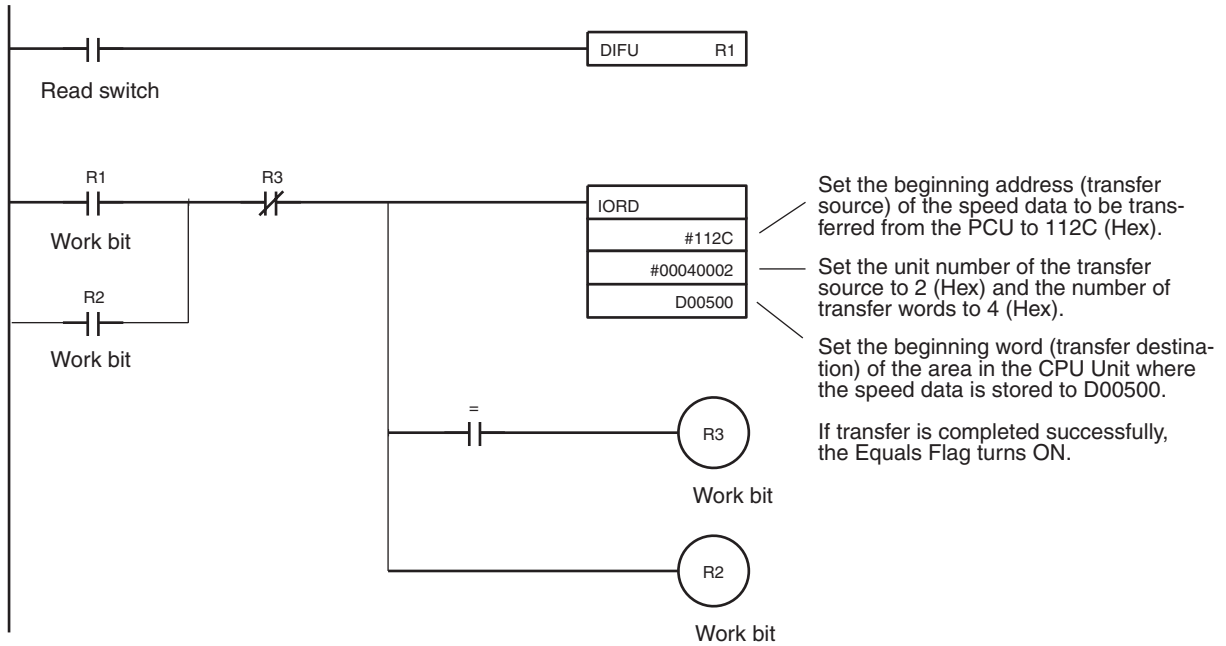 DIFU R1
Read switch
R1
R3
Work bit
R2
Work bit
IORD
#112C
#00040002
D00500
Set the beginning address (transfer
source) of the speed data to be trans-
ferred from the PCU to 112C (Hex).
Set the unit number of the transfer
source to 2 (Hex) and the number of
transfer words to 4 (Hex).
Set the beginning word (transfer destina-
tion) of the area in the CPU Unit where
the speed data is stored to D00500.
If transfer is completed successfully,
the Equals Flag turns ON.
=
R3
Work bit
R2
Work bit